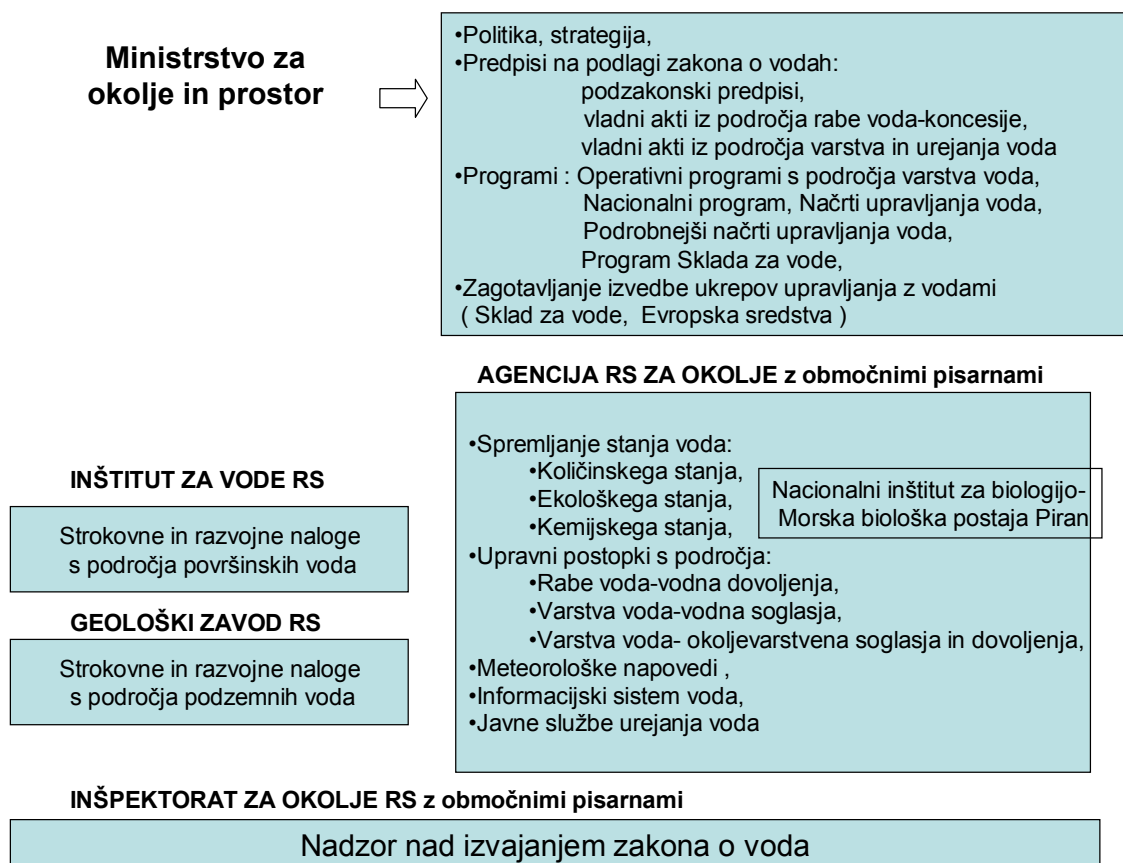 Ministrstvo za
okolje in prostor
•Politika, strategija,
•Predpisi na podlagi zakona o vodah:
podzakonski predpisi,
vladni akti iz področja rabe voda-koncesije,
vladni akti iz področja varstva in urejanja voda
•Programi : Operativni programi s področja varstva voda,
Nacionalni program, Načrti upravljanja voda,
Podrobnejši načrti upravljanja voda,
Program Sklada za vode,
•Zagotavljanje izvedbe ukrepov upravljanja z vodami
( Sklad za vode, Evropska sredstva )
AGENCIJA RS ZA OKOLJE z območnimi pisarnami
•Spremljanje stanja voda:
•Količinskega stanja,
•Ekološkega stanja,
•Kemijskega stanja,
Nacionalni inštitut za biologijo-
Morska biološka postaja Piran
•Upravni postopki s področja:
•Rabe voda-vodna dovoljenja,
•Varstva voda-vodna soglasja,
•Varstva voda- okoljevarstvena soglasja in dovoljenja,
•Meteorološke napovedi ,
•Informacijski sistem voda,
•Javne službe urejanja voda
INŠTITUT ZA VODE RS
Strokovne in razvojne naloge
s področja površinskih voda
GEOLOŠKI ZAVOD RS
Strokovne in razvojne naloge
s področja podzemnih voda
INŠPEKTORAT ZA OKOLJE RS z območnimi pisarnami
Nadzor nad izvajanjem zakona o voda